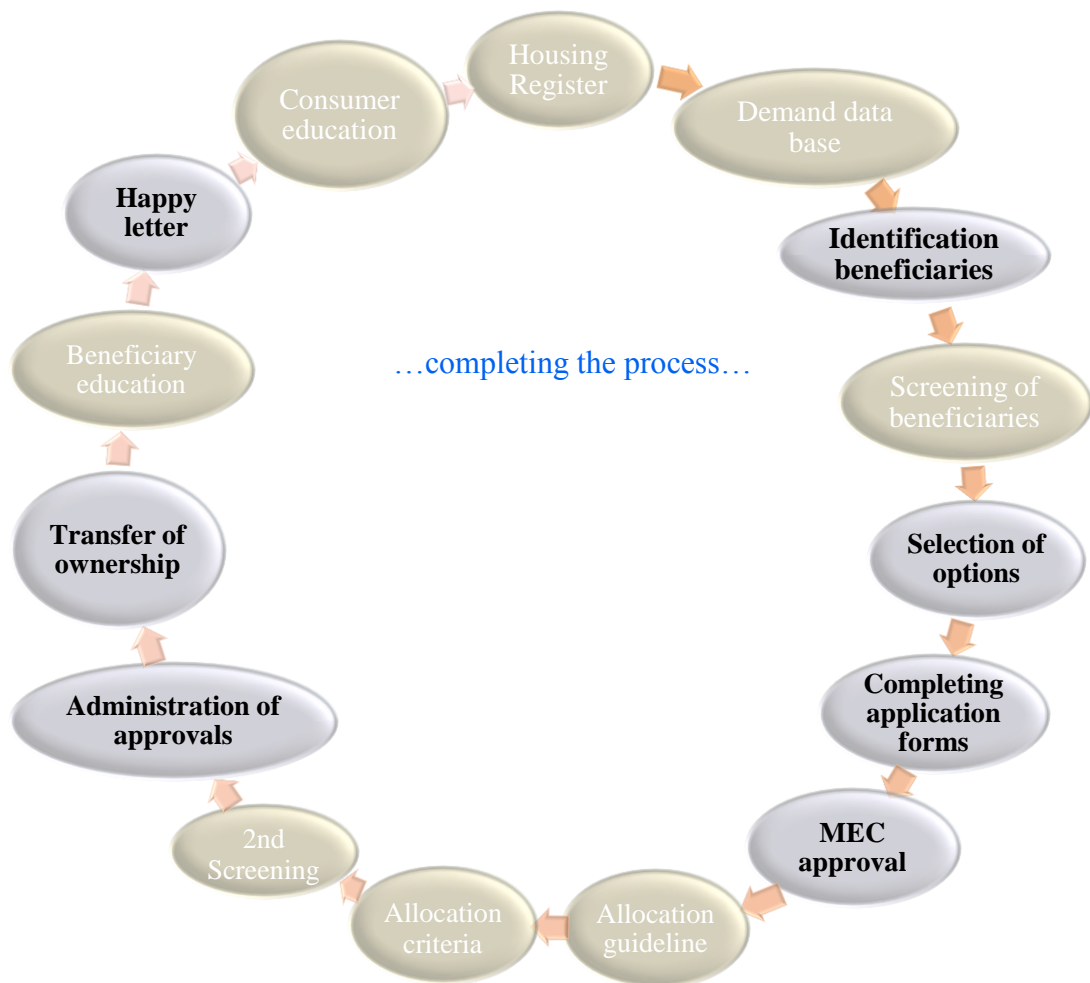 Housing
Register
Consumer
education
Demand data
base
Happy
letter
Identification
beneficiaries
Beneficiary
education
…completing the process…
Screening of
beneficiaries
Transfer of
ownership
Selection of
options
Administration of
approvals
Completing
application
forms
2nd
Screening
MEC
approval
Allocation
criteria
Allocation
guideline